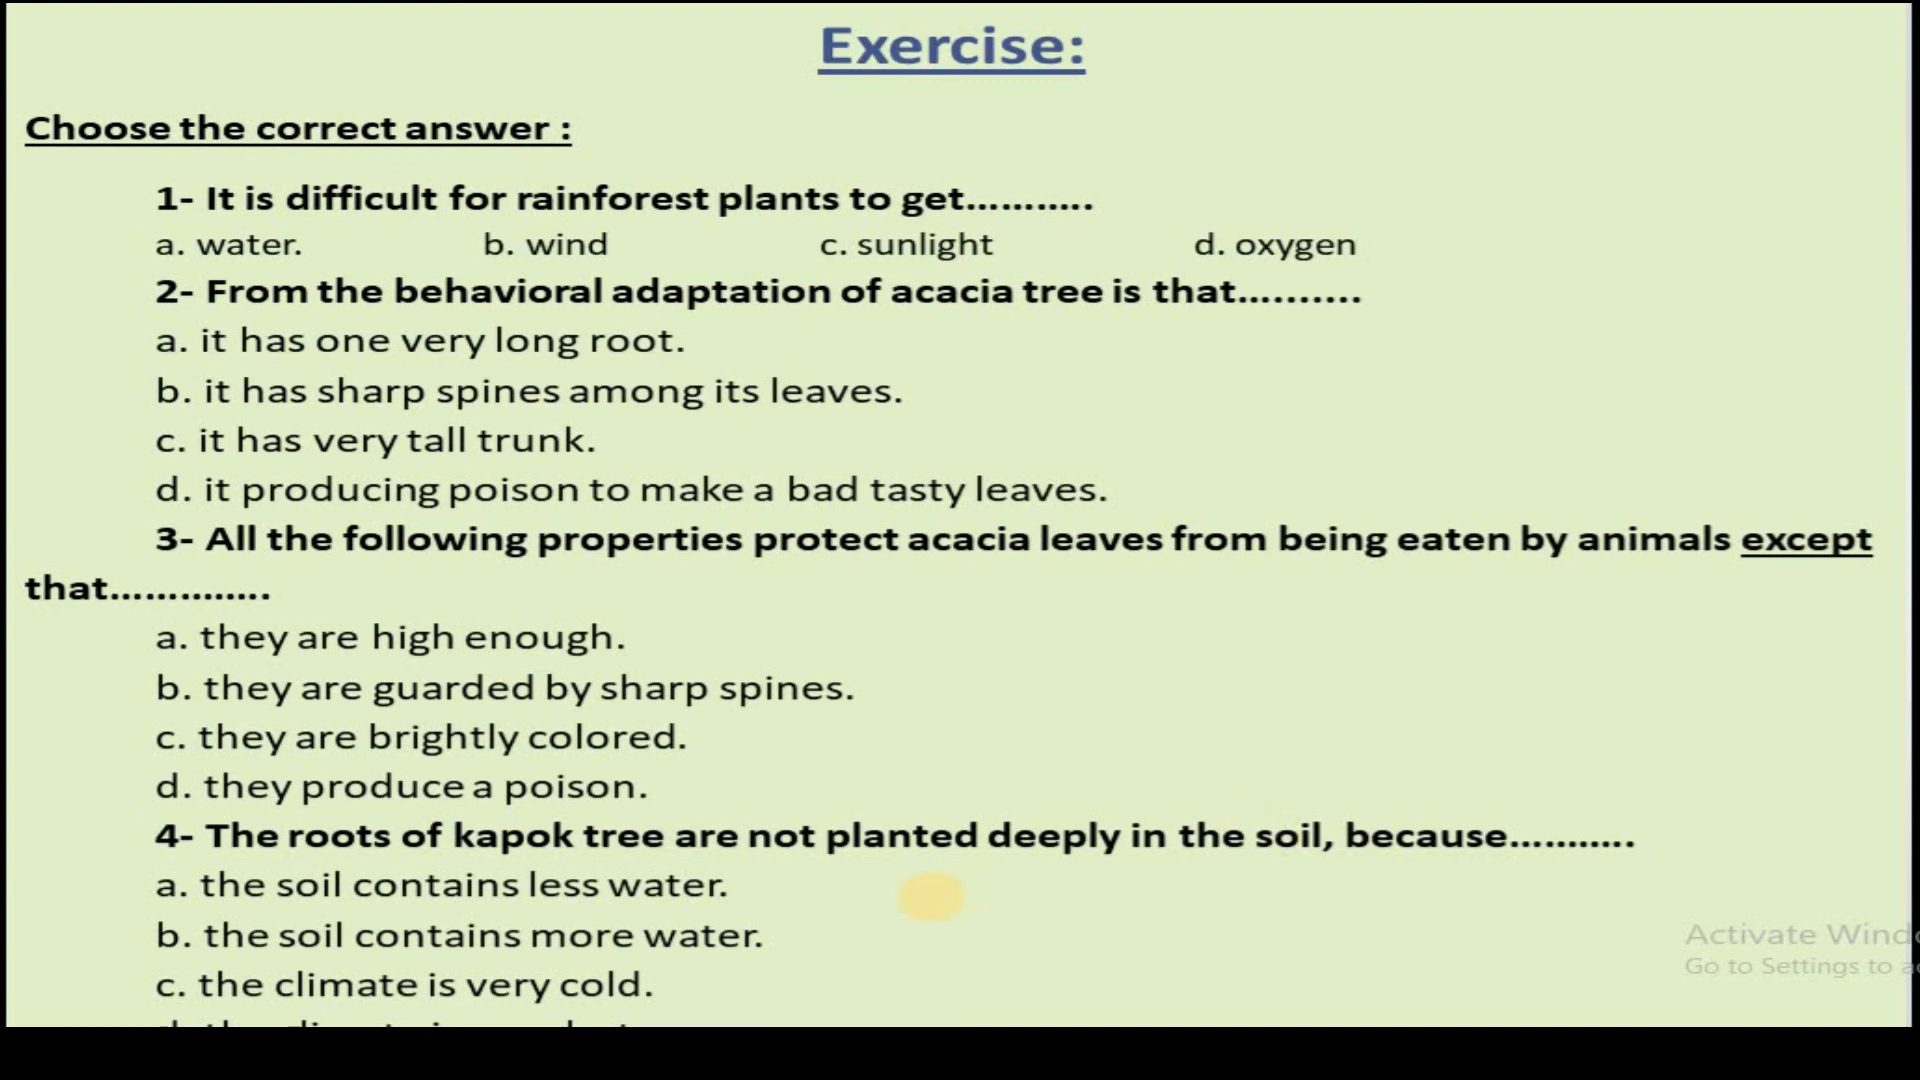 Exercise:
Choose the correct answer :
1- It is difficult for rainforest plants to get...........
a. water. b. wind c. sunlight d. oxygen
2- From the behavioral adaptation of acacia tree is that..........
a. it has one very long root.
b. it has sharp spines among its leaves.
c. it has very tall trunk.
d. it producing poison to make a bad tasty leaves.
3- All the following properties protect acacia leaves from being eaten by animals except
that..............
a. they are high enough.
b. they are guarded by sharp spines.
c. they are brightly colored.
d. they produce a poison.
4- The roots of kapok tree are not planted deeply in the soil, because...........
a. the soil contains less water.
b. the soil contains more water.
Activate
Go to Settings to
c. the climate is very cold.